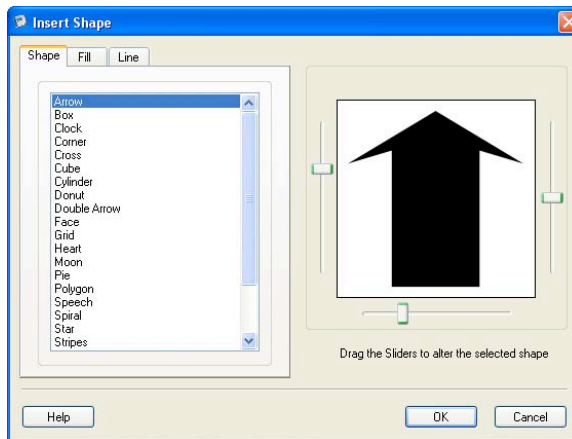 Insert Shape
Shape Fill Line
Arrow
Box
Clock
Corner
Cross
Cube
Cylinder
Donut
Double Arrow
Face
Grid
Heart
Moon
Pie
Polygon
Speech
Spiral
Star
Stripes
Drag the Sliders to alter the selected shape
Help OK Cancel